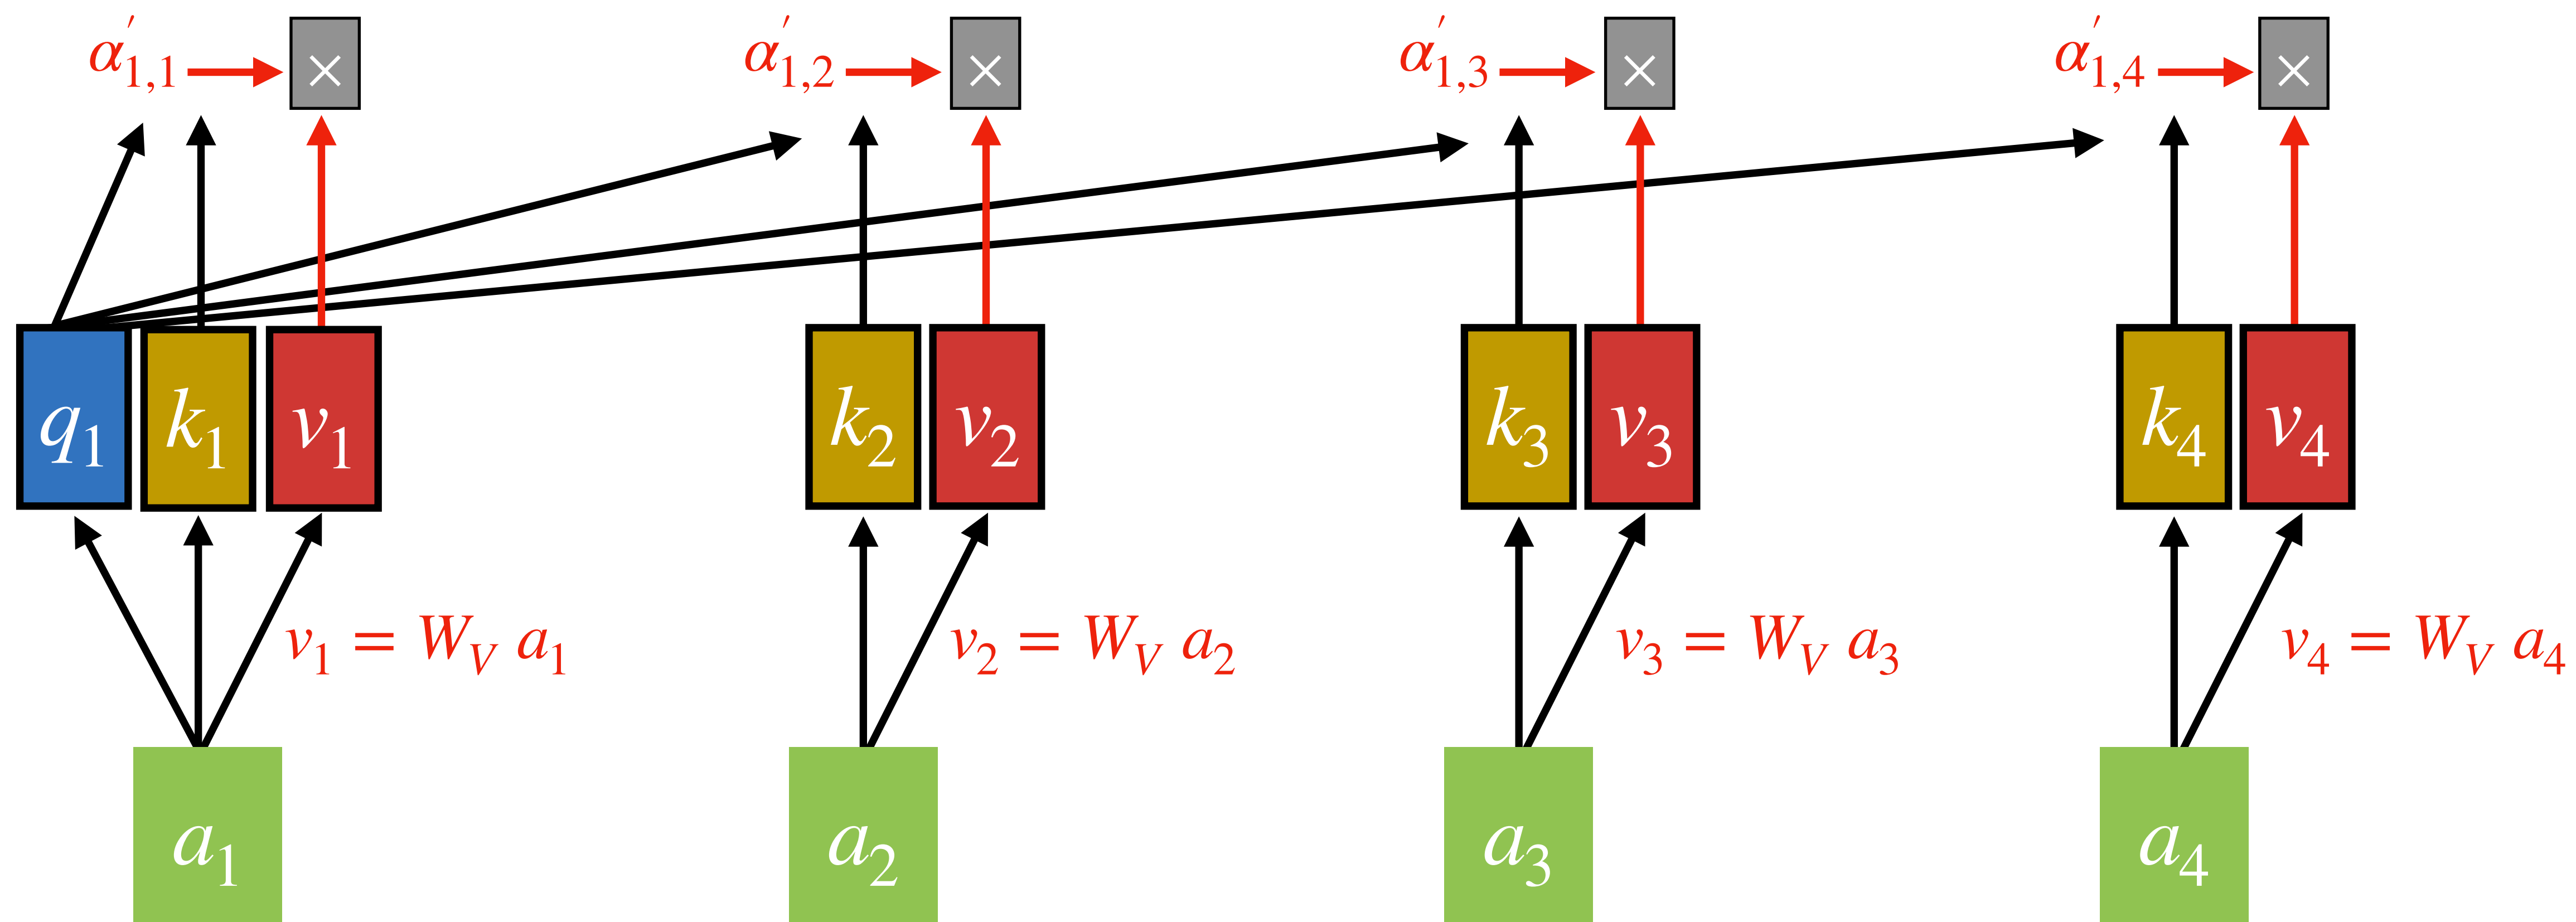 α′1,1 × α′1,2 × α′1,3 × α′1,4 ×
q1 k1 v1 k2 v2 k3 v3 k4 v4
v1 = WV a1 v2 = WV a2 v3 = WV a3 v4 = WV a4
a1 a2 a3 a4